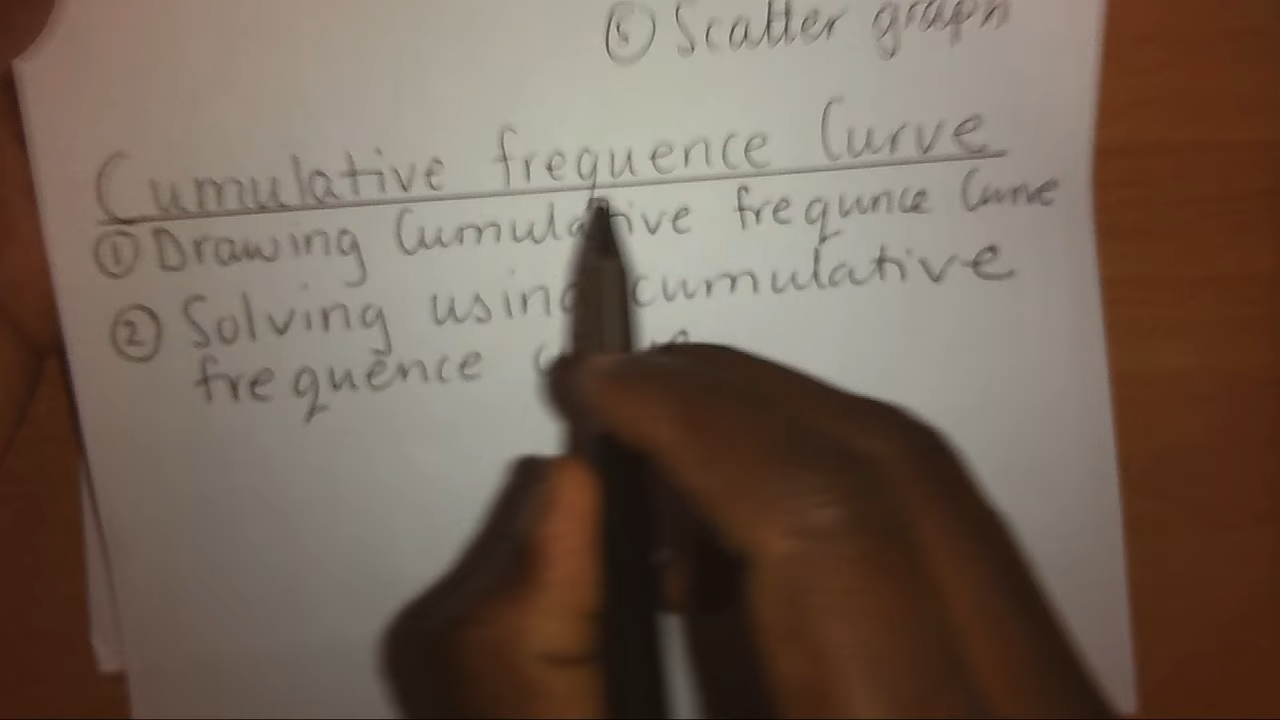 ⑤ Scatter graph
Cumulative frequence Curve
① Drawing Cumulative frequnce Curve
② Solving using cumulative
frequence